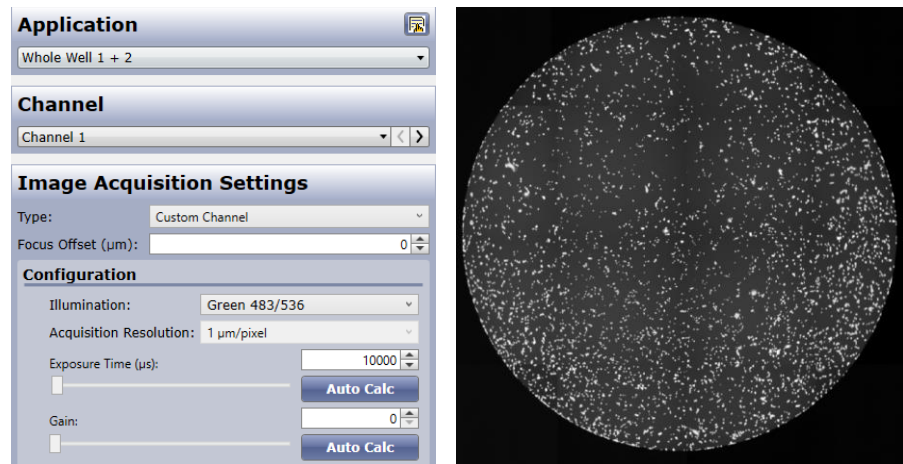 Application
Whole Well 1 + 2
Channel
Channel 1
Image Acquisition Settings
Type: Custom Channel
Focus Offset (µm): 0
Configuration
Illumination: Green 483/536
Acquisition Resolution: 1 µm/pixel
Exposure Time (µs): 10000
Auto Calc
Gain: 0
Auto Calc